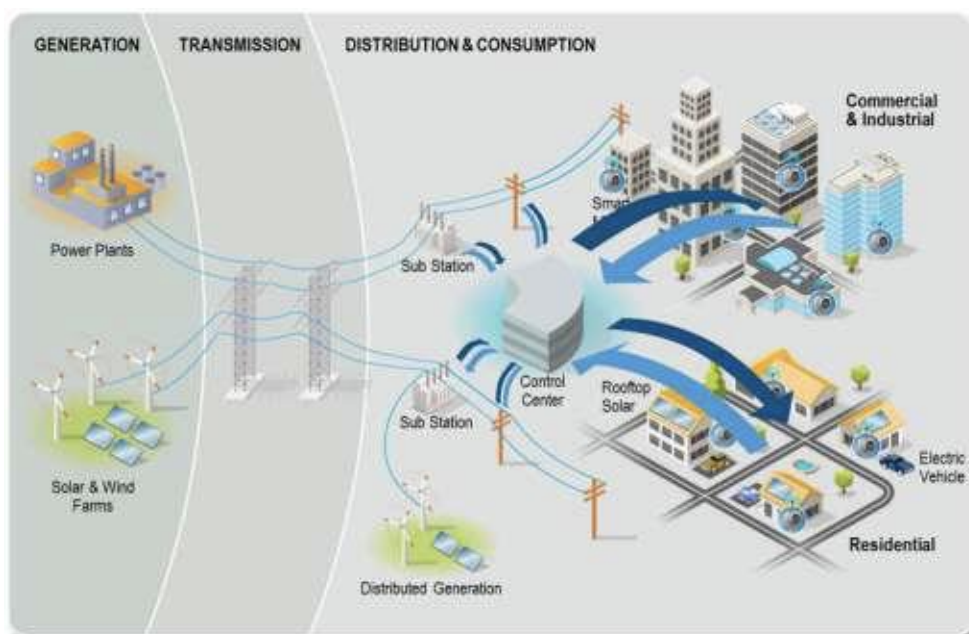 GENERATION
TRANSMISSION
DISTRIBUTION & CONSUMPTION
Commercial
& Industrial
Power Plants
Sub Station
Smart
Control
Center
Rooftop
Solar
Sub Station
Electric
Vehicle
Solar & Wind
Farms
Residential
Distributed Generation